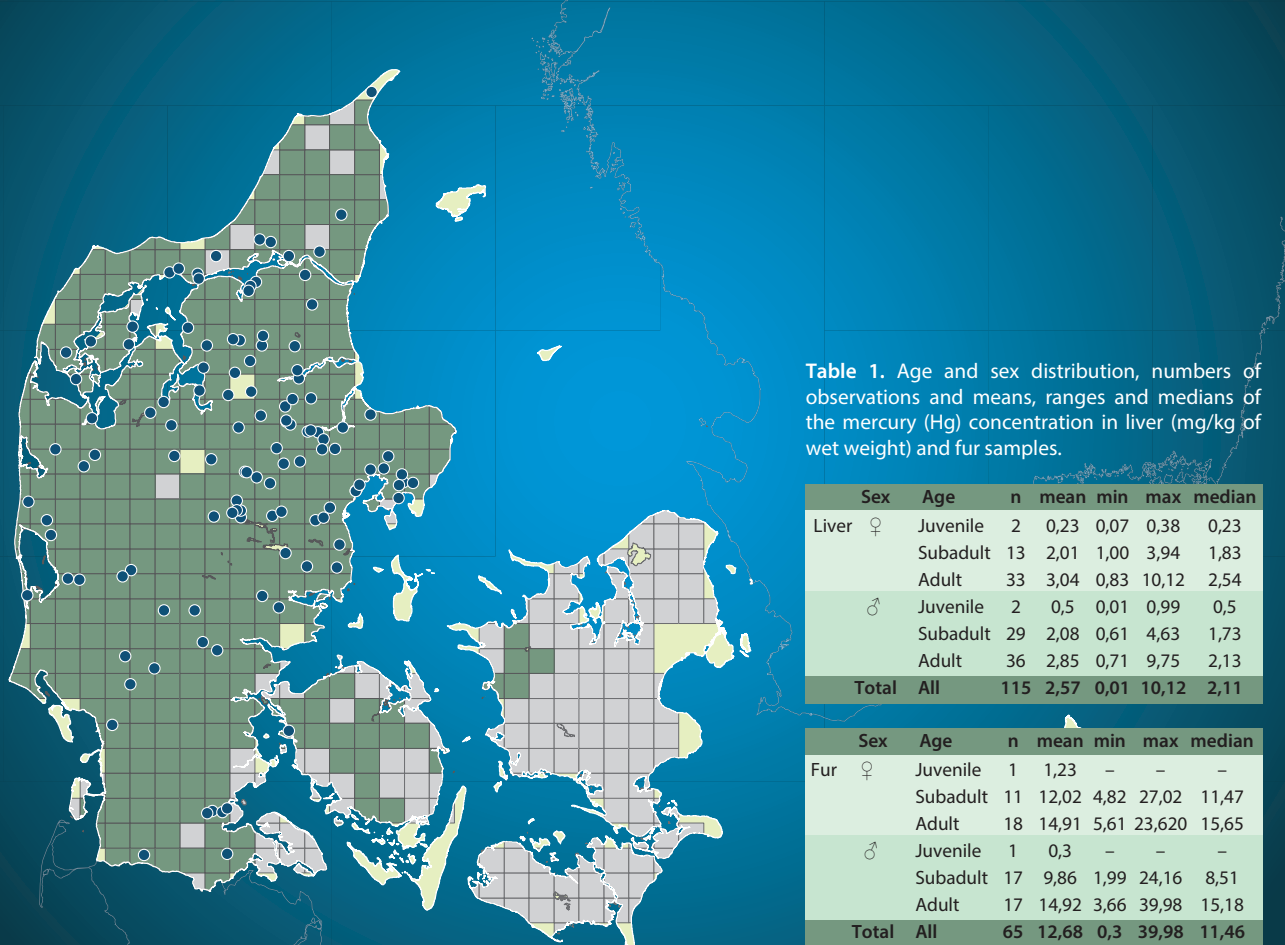 Table 1. Age and sex distribution, numbers of
observations and means, ranges and medians of
the mercury (Hg) concentration in liver (mg/kg of
wet weight) and fur samples.
Sex Age n mean min max median
Liver ♀ Juvenile 2 0,23 0,07 0,38 0,23
Subadult 13 2,01 1,00 3,94 1,83
Adult 33 3,04 0,83 10,12 2,54
♂ Juvenile 2 0,5 0,01 0,99 0,5
Subadult 29 2,08 0,61 4,63 1,73
Adult 36 2,85 0,71 9,75 2,13
Total All 115 2,57 0,01 10,12 2,11
Sex Age n mean min max median
Fur ♀ Juvenile 1 1,23 – – –
Subadult 11 12,02 4,82 27,02 11,47
Adult 18 14,91 5,61 23,620 15,65
♂ Juvenile 1 0,3 – – –
Subadult 17 9,86 1,99 24,16 8,51
Adult 17 14,92 3,66 39,98 15,18
Total All 65 12,68 0,3 39,98 11,46